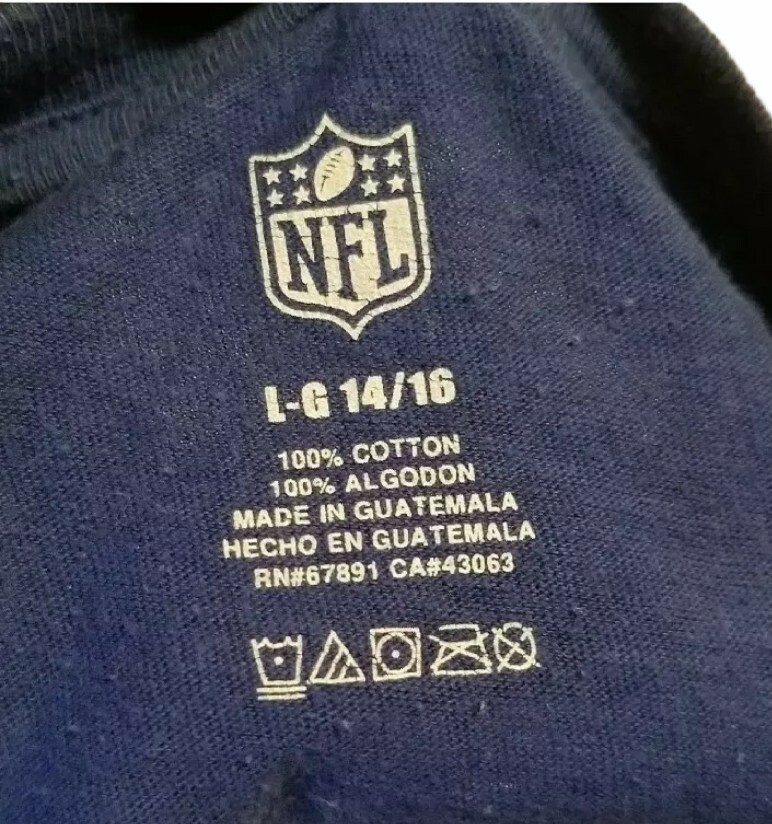 NFL
L-G 14/16
100% COTTON
100% ALGODON
MADE IN GUATEMALA
HECHO EN GUATEMALA
RN#67891 CA#43063